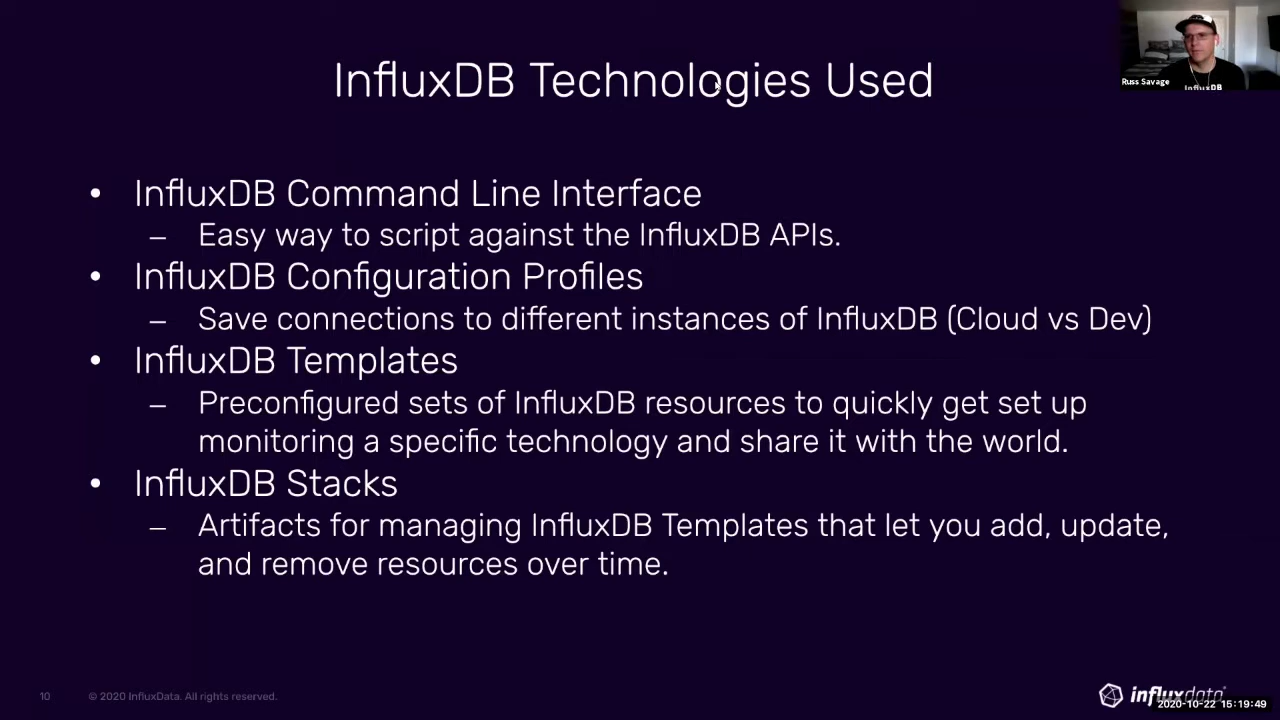 InfluxDB Technologies Used
Russ Savage
InfluxDB
• InfluxDB Command Line Interface
– Easy way to script against the InfluxDB APIs.
• InfluxDB Configuration Profiles
– Save connections to different instances of InfluxDB (Cloud vs Dev)
• InfluxDB Templates
– Preconfigured sets of InfluxDB resources to quickly get set up
monitoring a specific technology and share it with the world.
• InfluxDB Stacks
– Artifacts for managing InfluxDB Templates that let you add, update,
and remove resources over time.
10 © 2020 InfluxData. All rights reserved.
influxdata
2020-10-22 15:19:49